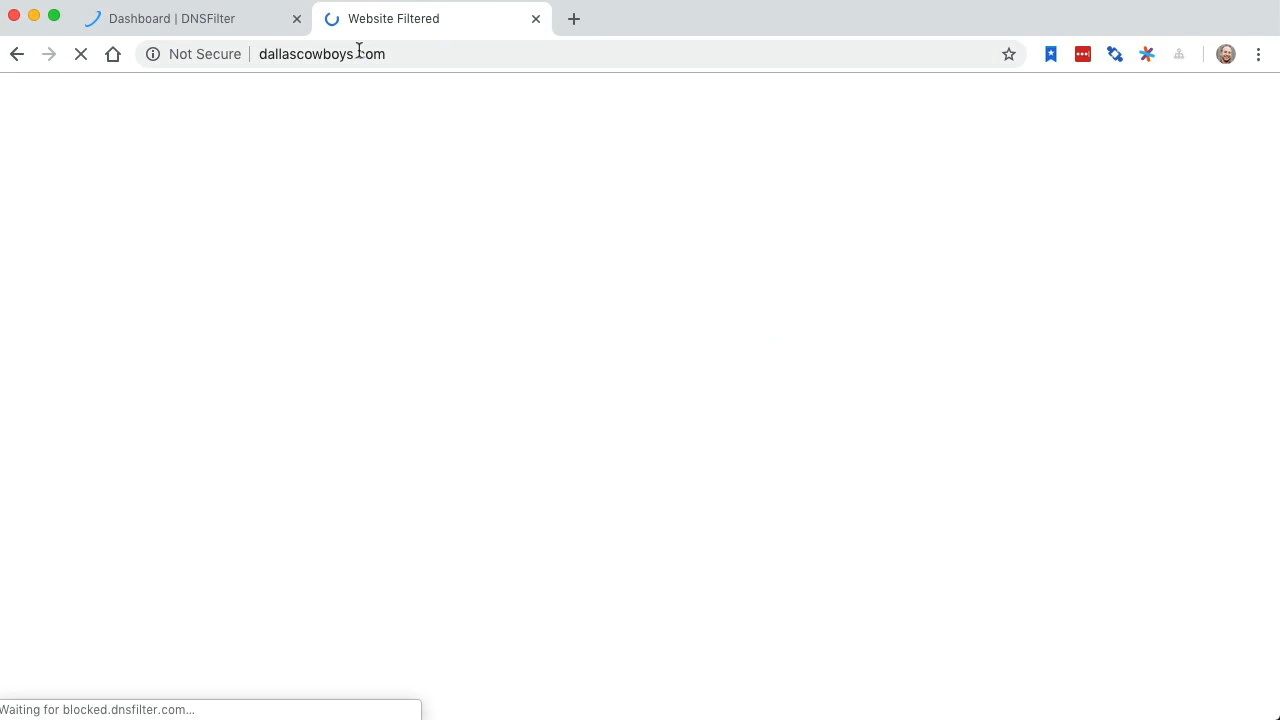 Dashboard | DNSFilter
Website Filtered
Not Secure
dallascowboys.com
Waiting for blocked.dnsfilter.com...